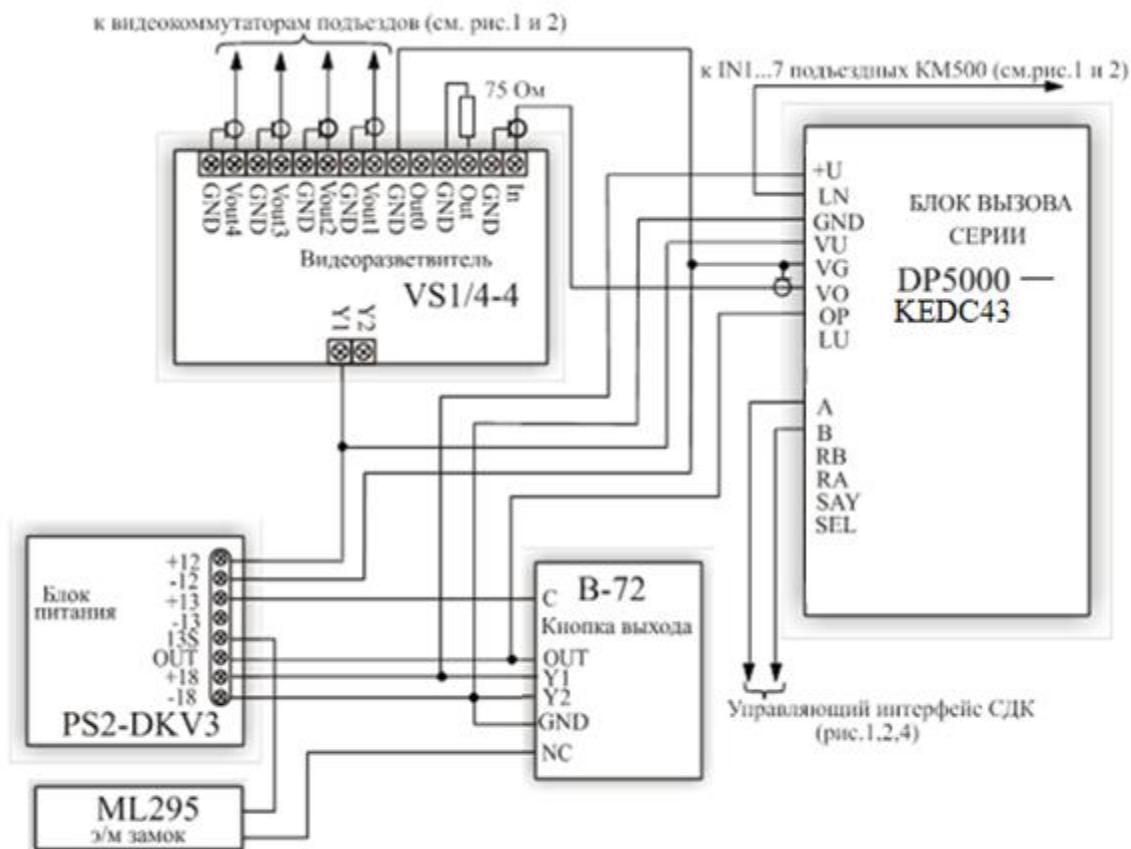 к видеокоммутаторам подъездов (см. рис.1 и 2)
75 Ом
к IN1...7 подъездных КМ500 (см.рис.1 и 2)
GND
Vout4
GND
Vout3
GND
Vout2
GND
Vout1
GND
Out0
GND
Out
GND
In
Видеоразветвитель
VS1/4-4
Y1
Y2
+U
LN
GND
VU
VG
VO
OP
LU
A
B
RB
RA
SAY
SEL
БЛОК ВЫЗОВА
СЕРИИ
DP5000 —
KEDC43
Блок
питания
+12
-12
+13
-13
13S
OUT
+18
-18
PS2-DKV3
B-72
Кнопка выхода
C
OUT
Y1
Y2
GND
NC
Управляющий интерфейс СДК
(рис.1,2,4)
ML295
э/м замок